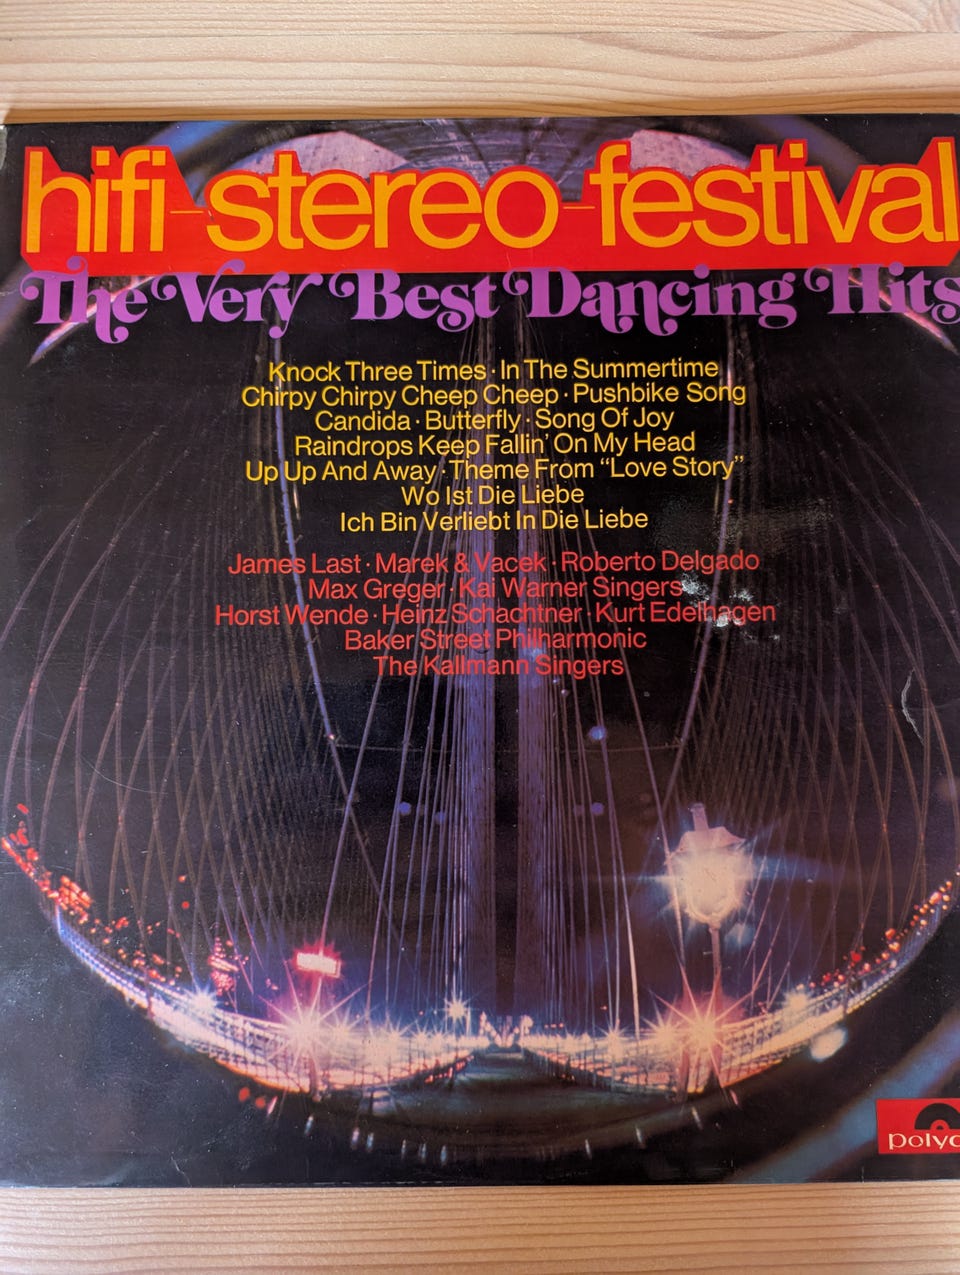 hifi-stereo-festival
The Very Best Dancing Hits
Knock Three Times · In The Summertime
Chirpy Chirpy Cheep Cheep · Pushbike Song
Candida · Butterfly · Song Of Joy
Raindrops Keep Fallin' On My Head
Up Up And Away · Theme From “Love Story”
Wo Ist Die Liebe
Ich Bin Verliebt In Die Liebe
James Last · Marek & Vacek · Roberto Delgado
Max Greger · Kai Warner Singers
Horst Wende · Heinz Schachtner · Kurt Edelhagen
Baker Street Philharmonic
The Kallmann Singers